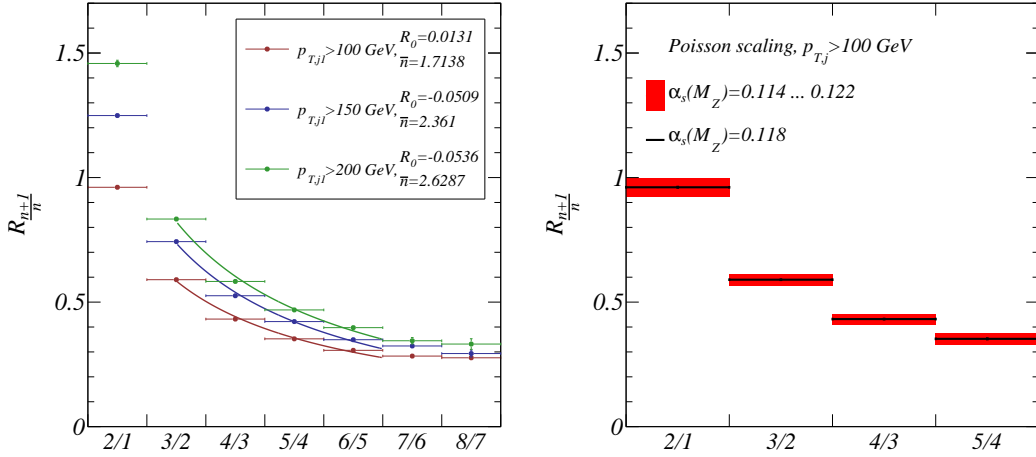 1.5
1
0.5
0
R_{\frac{n+1}{n}}
p_{T,j1}>100 GeV, R_0=0.0131
n̅=1.7138
p_{T,j1}>150 GeV, R_0=-0.0509
n̅=2.361
p_{T,j1}>200 GeV, R_0=-0.0536
n̅=2.6287
2/1 3/2 4/3 5/4 6/5 7/6 8/7
1.5
1
0.5
0
R_{\frac{n+1}{n}}
Poisson scaling, p_{T,j}>100 GeV
α_s(M_Z)=0.114 ... 0.122
α_s(M_Z)=0.118
2/1 3/2 4/3 5/4